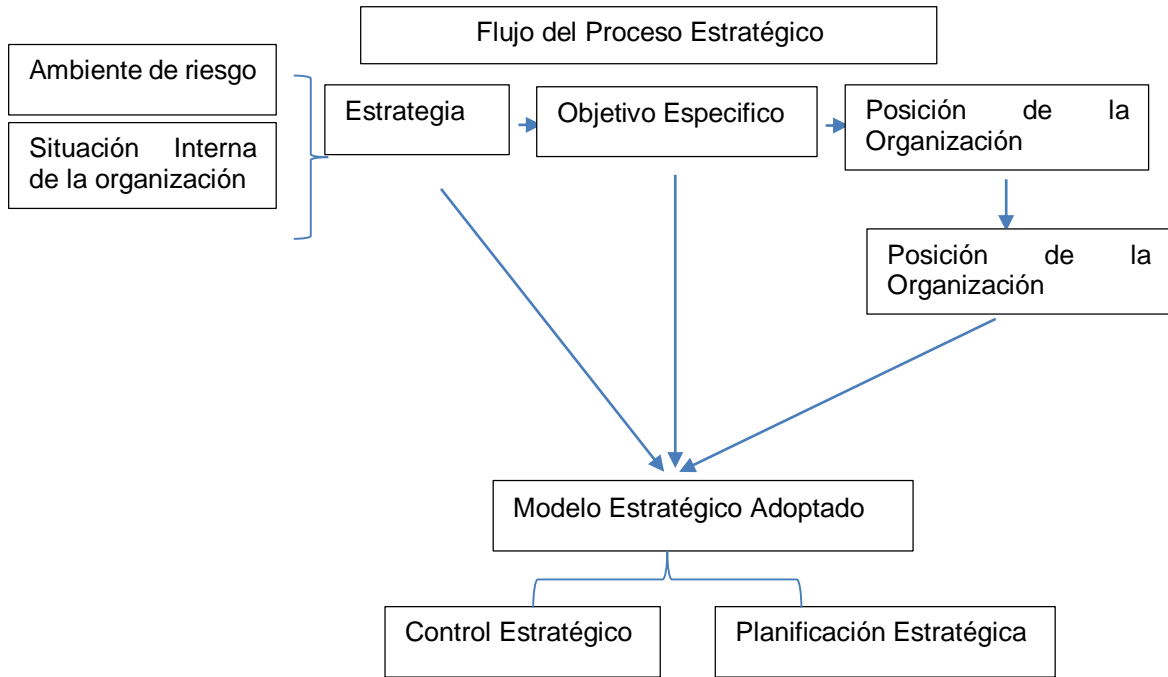 Flujo del Proceso Estratégico
Ambiente de riesgo
Situación Interna
de la organización
Estrategia
Objetivo Especifico
Posición de la
Organización
Posición de la
Organización
Modelo Estratégico Adoptado
Control Estratégico
Planificación Estratégica